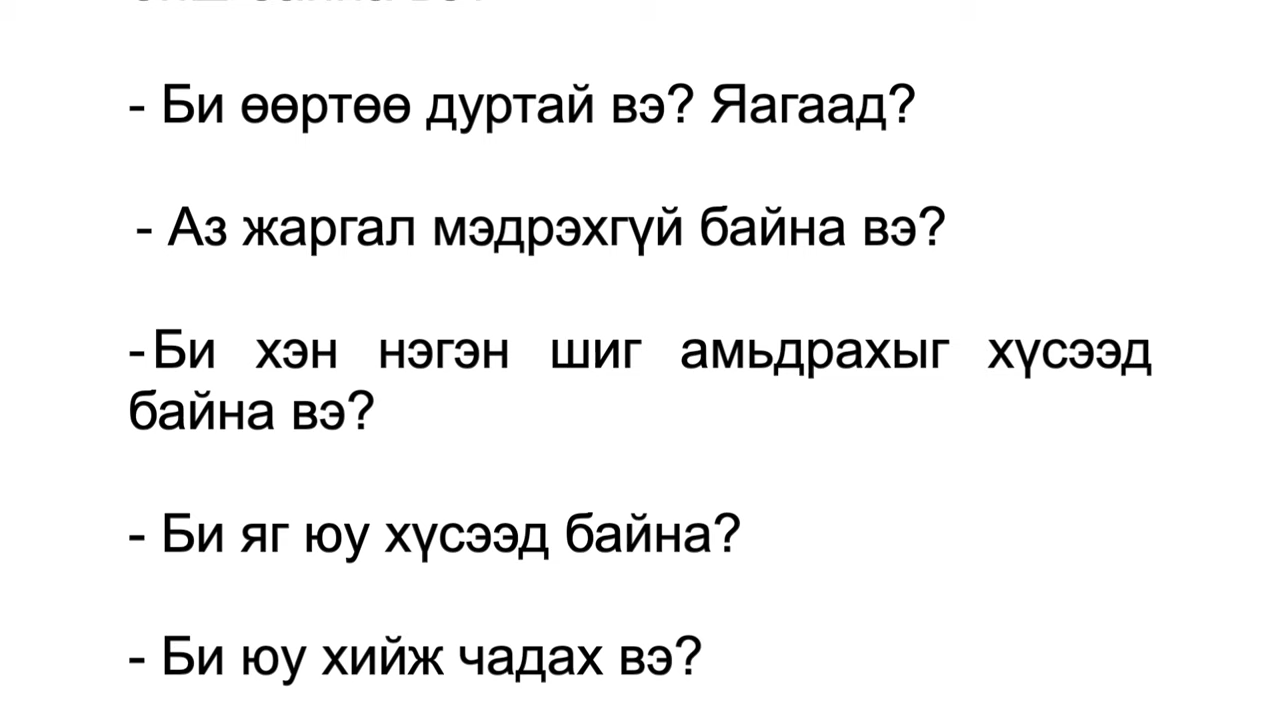 - Би өөртөө дуртай вэ? Яагаад?
- Аз жаргал мэдрэхгүй байна вэ?
- Би хэн нэгэн шиг амьдрахыг хүсээд
байна вэ?
- Би яг юу хүсээд байна?
- Би юу хийж чадах вэ?